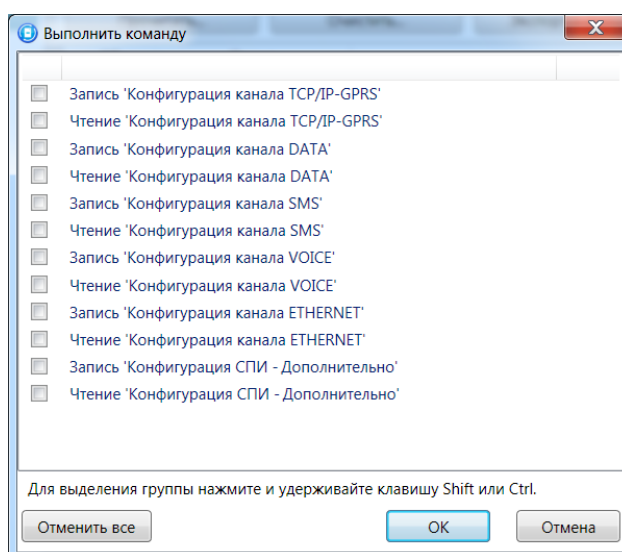 Выполнить команду
Запись 'Конфигурация канала TCP/IP-GPRS'
Чтение 'Конфигурация канала TCP/IP-GPRS'
Запись 'Конфигурация канала DATA'
Чтение 'Конфигурация канала DATA'
Запись 'Конфигурация канала SMS'
Чтение 'Конфигурация канала SMS'
Запись 'Конфигурация канала VOICE'
Чтение 'Конфигурация канала VOICE'
Запись 'Конфигурация канала ETHERNET'
Чтение 'Конфигурация канала ETHERNET'
Запись 'Конфигурация СПИ - Дополнительно'
Чтение 'Конфигурация СПИ - Дополнительно'
Для выделения группы нажмите и удерживайте клавишу Shift или Ctrl.
Отменить все OK Отмена